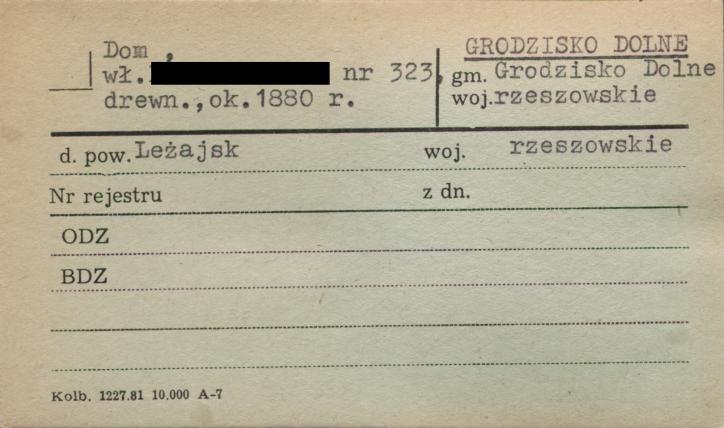 Dom ,
wł. nr 323,
drewn.,ok.1880 r.
GRODZISKO DOLNE
gm. Grodzisko Dolne
woj.rzeszowskie
d. pow. Leżajsk woj. rzeszowskie
Nr rejestru z dn.
ODZ
BDZ
Kolb. 1227.81 10.000 A-7